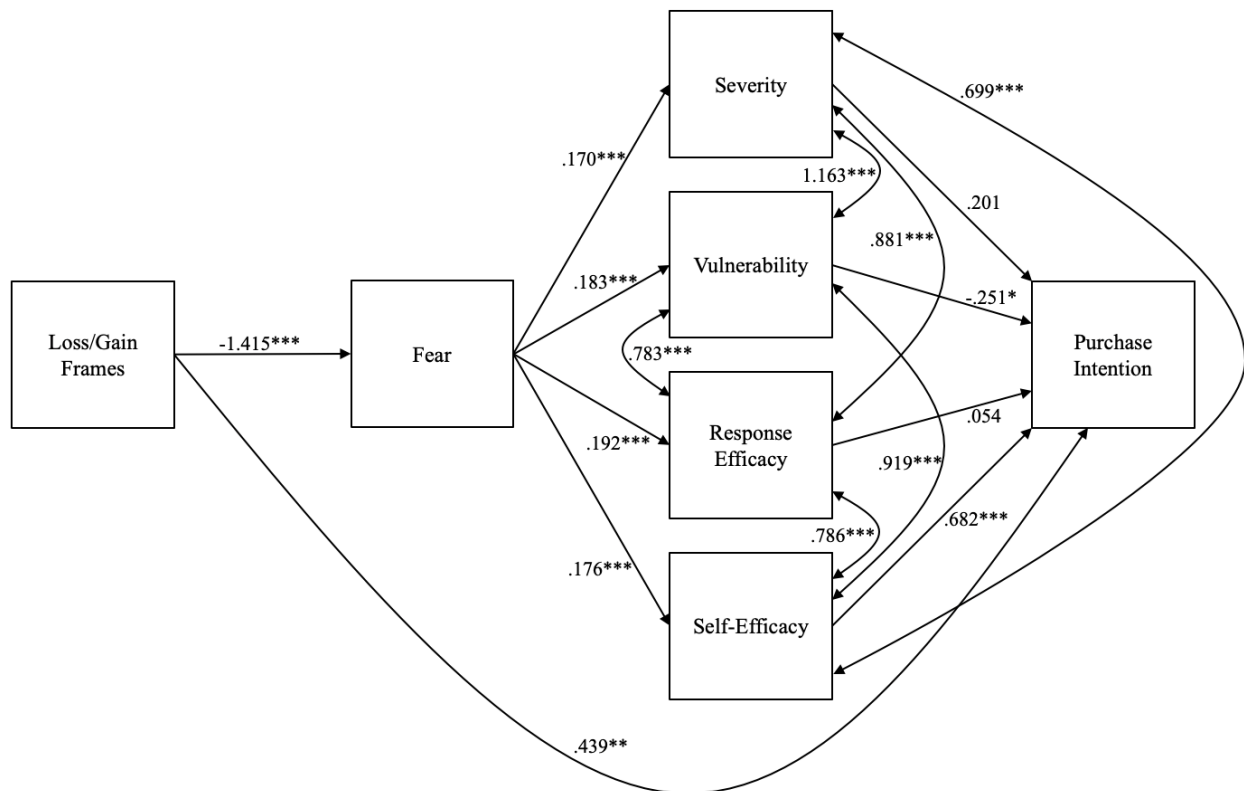 Severity
.699***
.170***
1.163***
.201
.881***
Vulnerability
.183***
-.251*
Loss/Gain
Frames
-1.415***
Fear
.783***
Purchase
Intention
Response
Efficacy
.054
.192***
.919***
.786***
.682***
.176***
Self-Efficacy
.439**